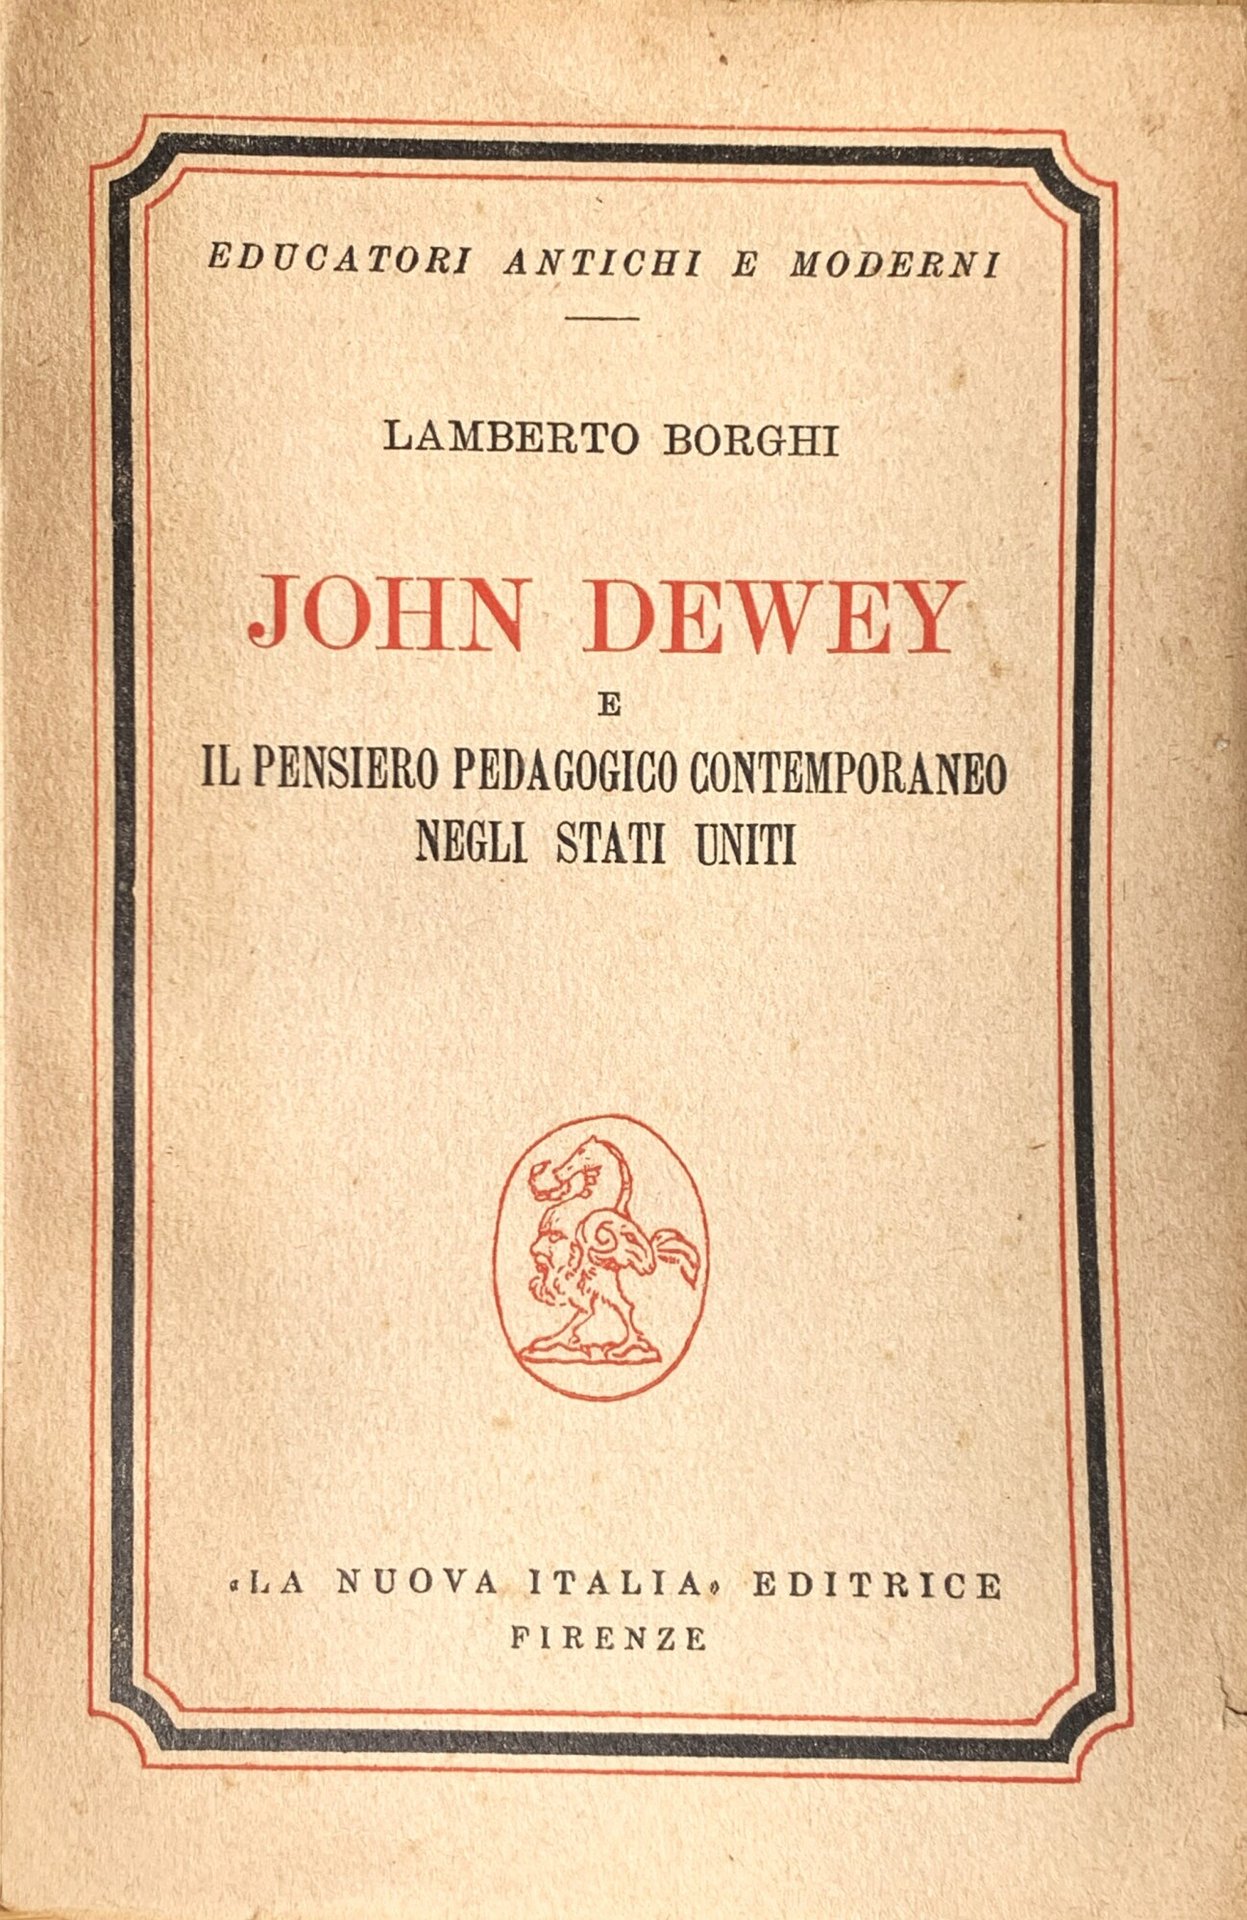 EDUCATORI ANTICHI E MODERNI
LAMBERTO BORGHI
JOHN DEWEY
E
IL PENSIERO PEDAGOGICO CONTEMPORANEO
NEGLI STATI UNITI
«LA NUOVA ITALIA» EDITRICE
FIRENZE